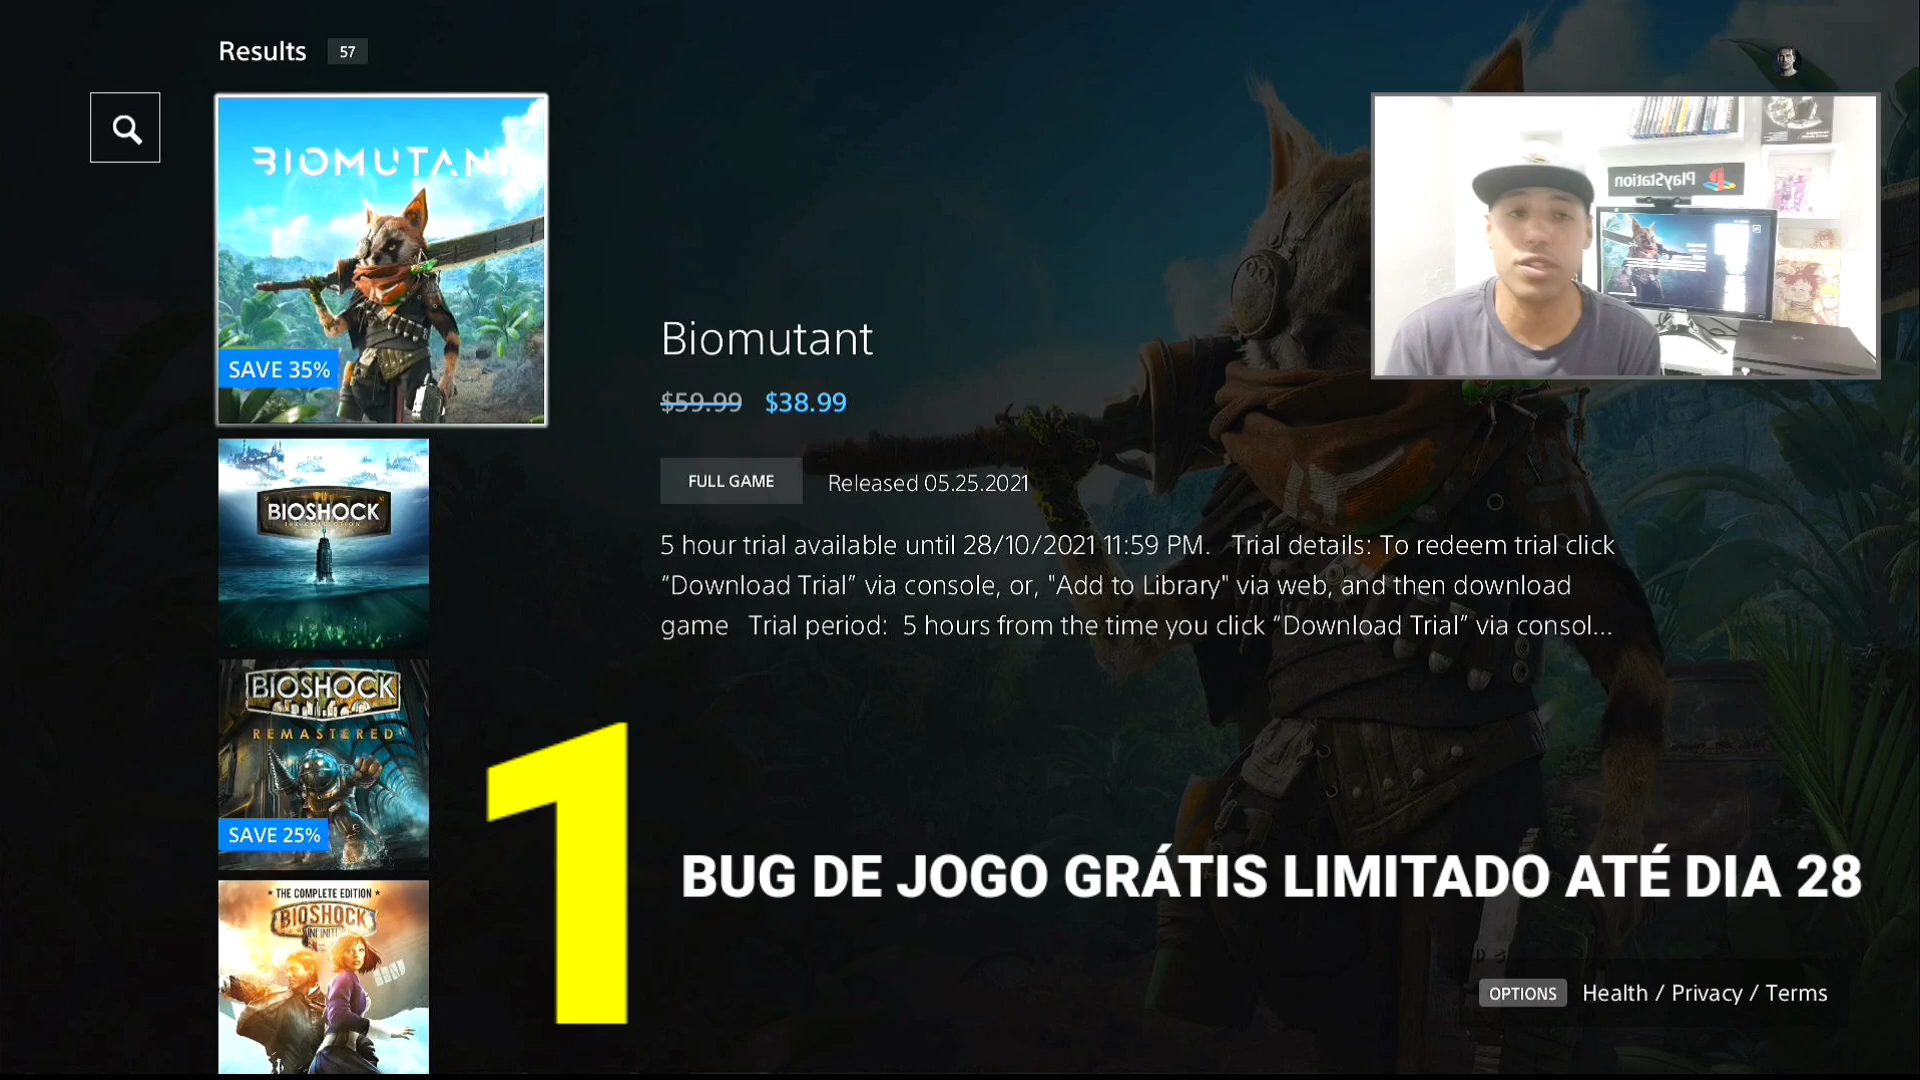 Results 57
BIOMUTANT
SAVE 35%
PlayStation
Biomutant
$59.99 $38.99
FULL GAME Released 05.25.2021
5 hour trial available until 28/10/2021 11:59 PM. Trial details: To redeem trial click
“Download Trial” via console, or, "Add to Library" via web, and then download
game Trial period: 5 hours from the time you click “Download Trial” via consol...
BIOSHOCK
THE COLLECTION
BIOSHOCK
REMASTERED
SAVE 25%
THE COMPLETE EDITION
BIOSHOCK
INFINITE
1
BUG DE JOGO GRÁTIS LIMITADO ATÉ DIA 28
OPTIONS Health / Privacy / Terms